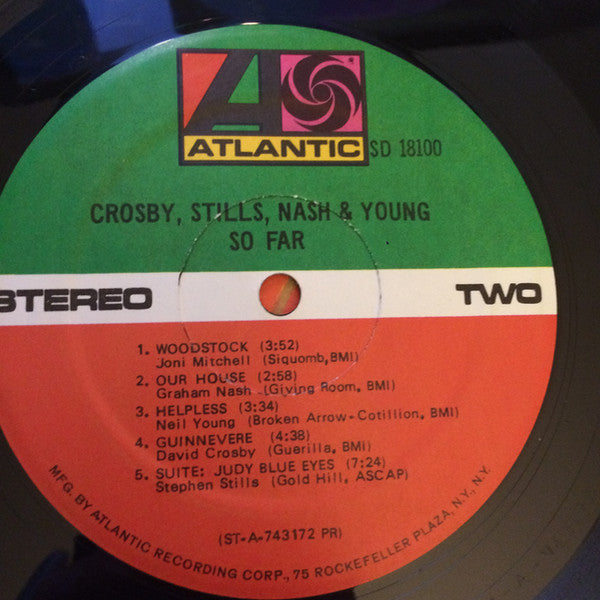 ATLANTIC
SD 18100
CROSBY, STILLS, NASH & YOUNG
SO FAR
STEREO
TWO
1. WOODSTOCK (3:52)
Joni Mitchell (Siquomb, BMI)
2. OUR HOUSE (2:58)
Graham Nash (Giving Room, BMI)
3. HELPLESS (3:34)
Neil Young (Broken Arrow-Cotillion, BMI)
4. GUINNEVERE (4:38)
David Crosby (Guerilla, BMI)
5. SUITE: JUDY BLUE EYES (7:24)
Stephen Stills (Gold Hill, ASCAP)
(ST-A-743172 PR)
MFG. BY ATLANTIC RECORDING CORP., 75 ROCKEFELLER PLAZA, N.Y., N.Y.